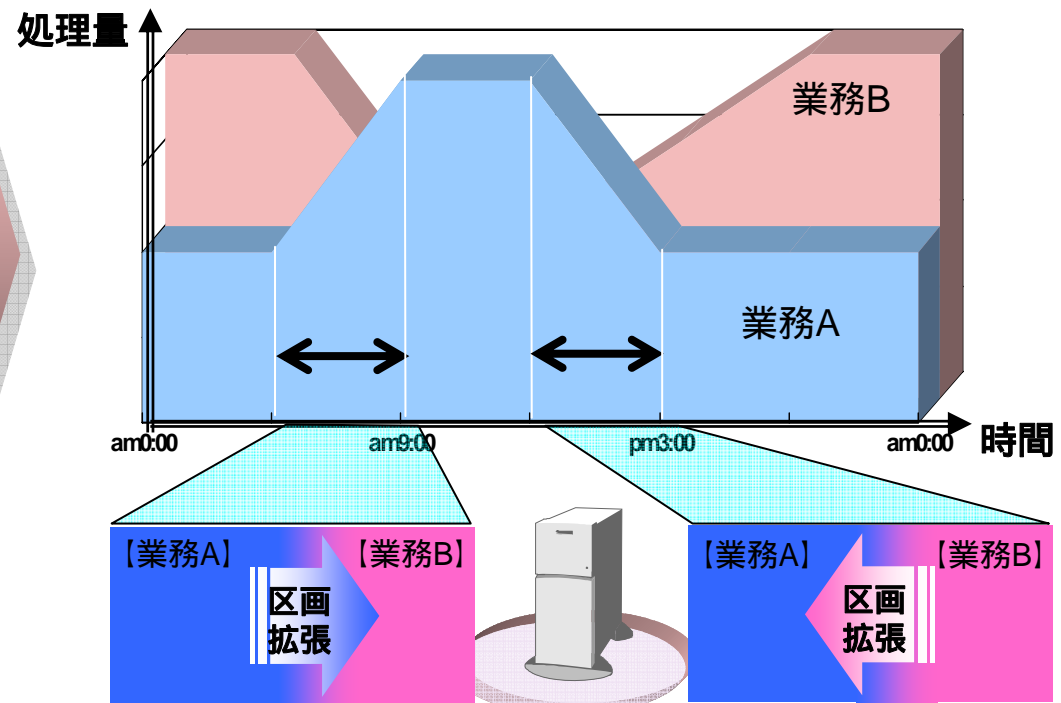 処理量
業務B
業務A
am0:00
am9:00
pm3:00
am0:00
時間
【業務A】
【業務B】
区画
拡張
【業務A】
【業務B】
区画
拡張